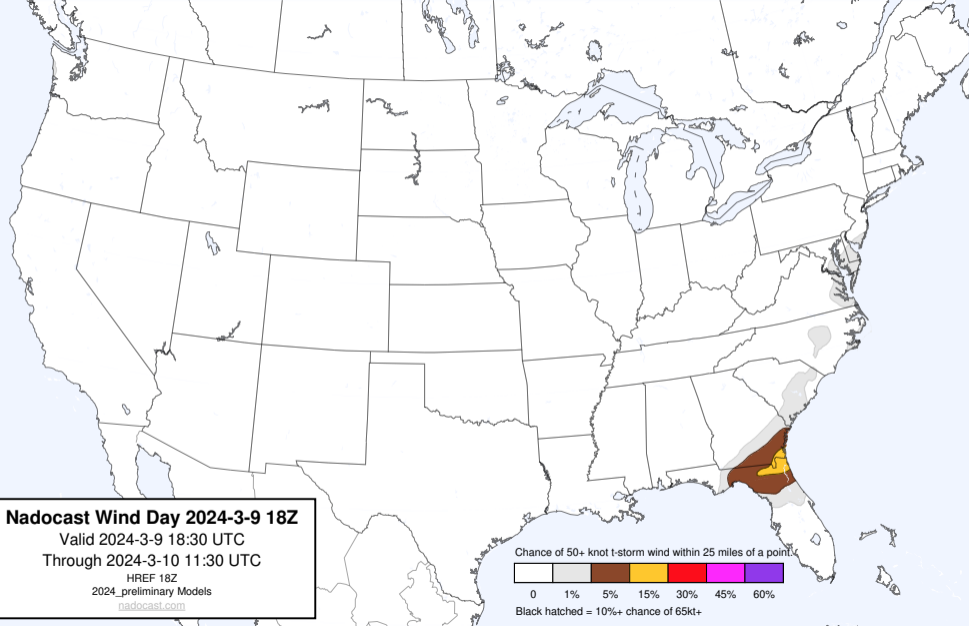 Nadocast Wind Day 2024-3-9 18Z
Valid 2024-3-9 18:30 UTC
Through 2024-3-10 11:30 UTC
HREF 18Z
2024_preliminary Models
nadocast.com
Chance of 50+ knot t-storm wind within 25 miles of a point.
0 1% 5% 15% 30% 45% 60%
Black hatched = 10%+ chance of 65kt+